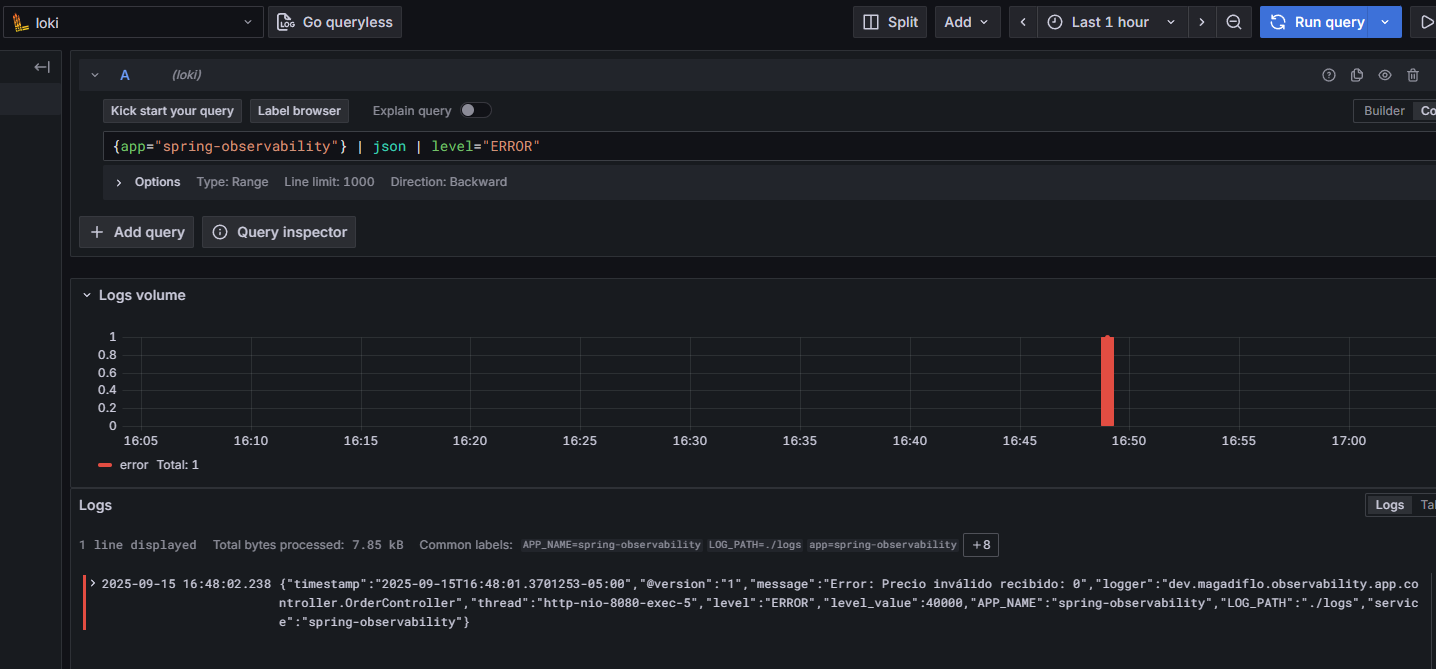 loki
Go queryless
Split
Add
Last 1 hour
Run query
A
(loki)
Kick start your query
Label browser
Explain query
Builder
Co
{app="spring-observability"} | json | level="ERROR"
Options
Type: Range
Line limit: 1000
Direction: Backward
+ Add query
Query inspector
Logs volume
1
0.8
0.6
0.4
0.2
0
16:05
16:10
16:15
16:20
16:25
16:30
16:35
16:40
16:45
16:50
16:55
17:00
error Total: 1
Logs
Logs
Tal
1 line displayed
Total bytes processed: 7.85 kB
Common labels:
APP_NAME=spring-observability
LOG_PATH=./logs
app=spring-observability
+8
2025-09-15 16:48:02.238 {"timestamp":"2025-09-15T16:48:01.3701253-05:00","@version":"1","message":"Error: Precio inválido recibido: 0","logger":"dev.magadiflo.observability.app.co
ntroller.OrderController","thread":"http-nio-8080-exec-5","level":"ERROR","level_value":40000,"APP_NAME":"spring-observability","LOG_PATH":"./logs","servic
e":"spring-observability"}